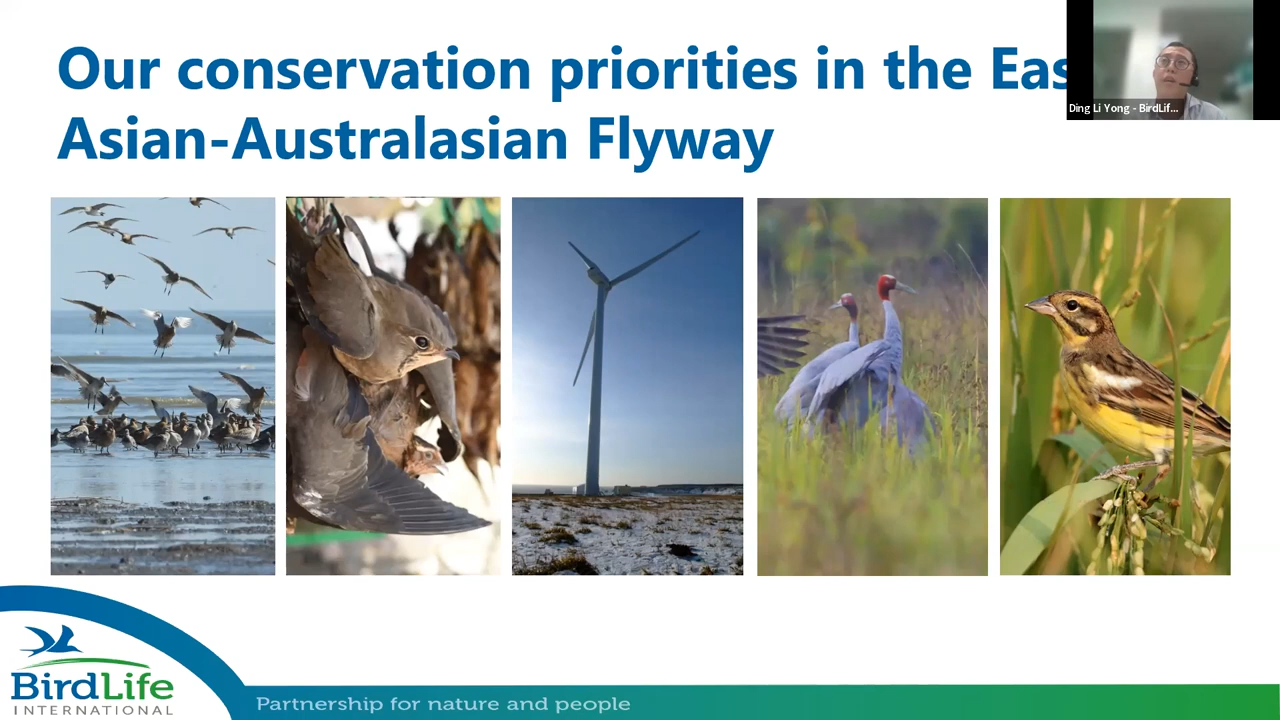 Our conservation priorities in the Eas
Asian-Australasian Flyway
Ding Li Yong - BirdLif...
BirdLife
INTERNATIONAL
Partnership for nature and people